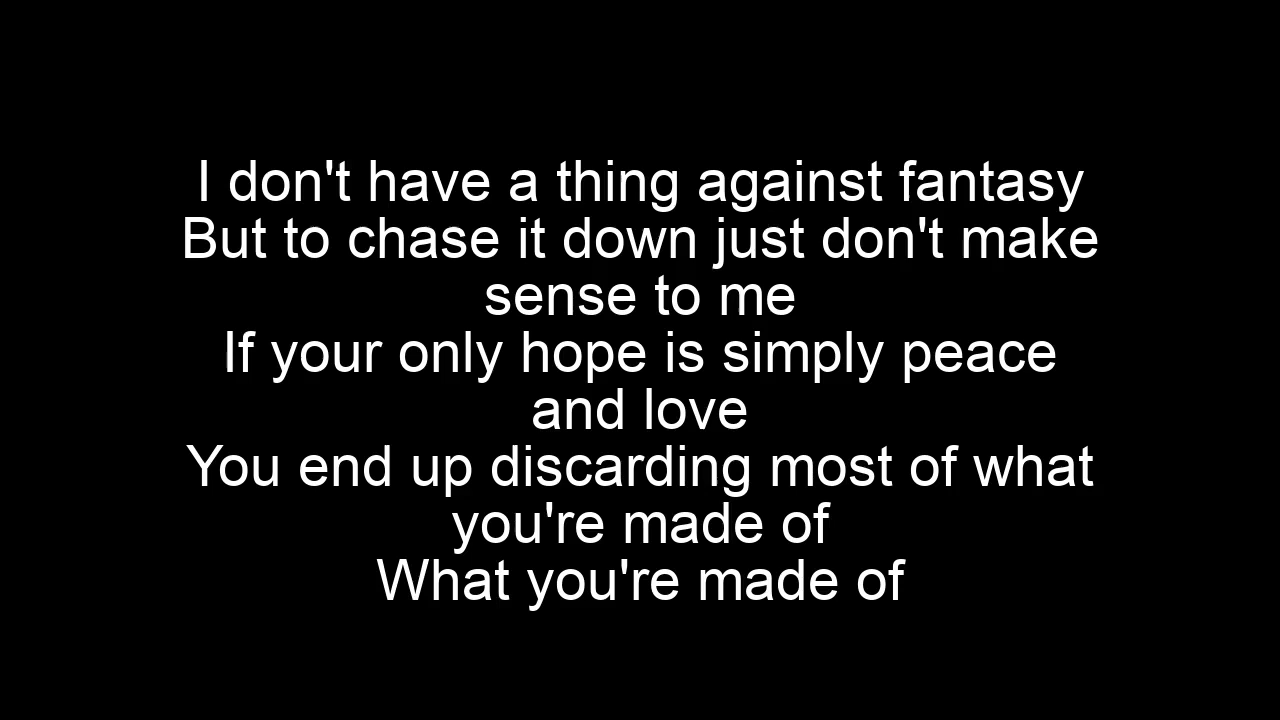 I don't have a thing against fantasy
But to chase it down just don't make
sense to me
If your only hope is simply peace
and love
You end up discarding most of what
you're made of
What you're made of